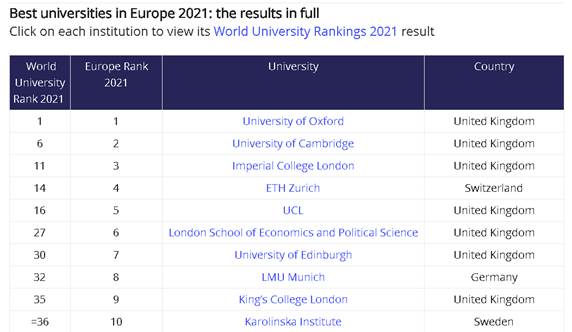 Best universities in Europe 2021: the results in full
Click on each institution to view its World University Rankings 2021 result
World University Rank 2021 Europe Rank 2021 University Country
1 1 University of Oxford United Kingdom
6 2 University of Cambridge United Kingdom
11 3 Imperial College London United Kingdom
14 4 ETH Zurich Switzerland
16 5 UCL United Kingdom
27 6 London School of Economics and Political Science United Kingdom
30 7 University of Edinburgh United Kingdom
32 8 LMU Munich Germany
35 9 King's College London United Kingdom
=36 10 Karolinska Institute Sweden